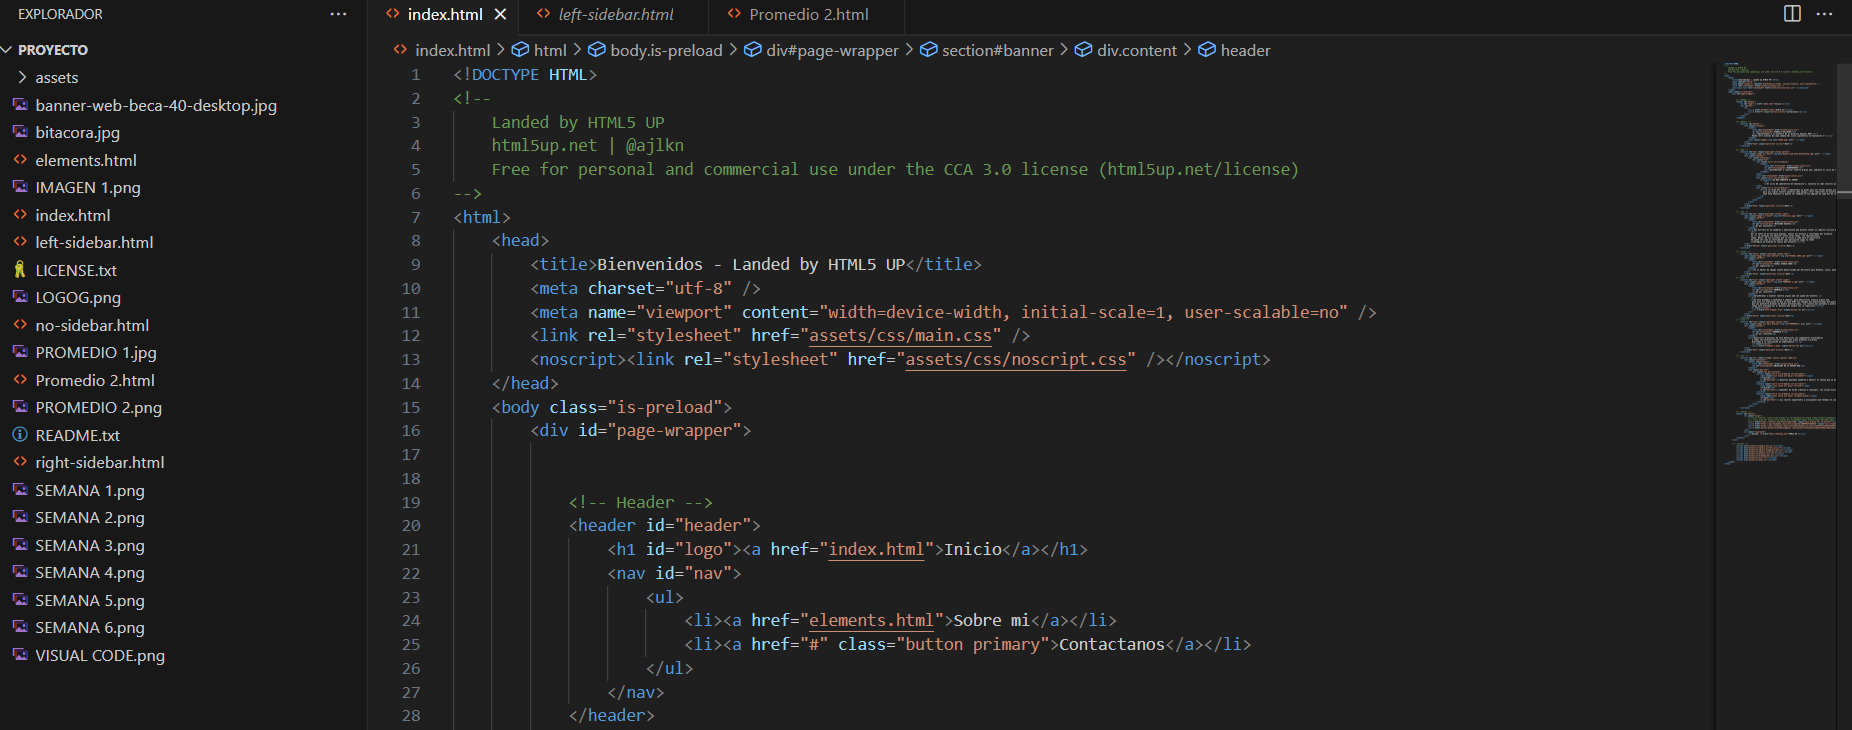 EXPLORADOR
PROYECTO
assets
banner-web-beca-40-desktop.jpg
bitacora.jpg
elements.html
IMAGEN 1.png
index.html
left-sidebar.html
LICENSE.txt
LOGOG.png
no-sidebar.html
PROMEDIO 1.jpg
Promedio 2.html
PROMEDIO 2.png
README.txt
right-sidebar.html
SEMANA 1.png
SEMANA 2.png
SEMANA 3.png
SEMANA 4.png
SEMANA 5.png
SEMANA 6.png
VISUAL CODE.png
index.html left-sidebar.html Promedio 2.html
index.html > html > body.is-preload > div#page-wrapper > section#banner > div.content > header
1 <!DOCTYPE HTML>
2 <!--
3 Landed by HTML5 UP
4 html5up.net | @ajlkn
5 Free for personal and commercial use under the CCA 3.0 license (html5up.net/license)
6 -->
7 <html>
8 <head>
9 <title>Bienvenidos - Landed by HTML5 UP</title>
10 <meta charset="utf-8" />
11 <meta name="viewport" content="width=device-width, initial-scale=1, user-scalable=no" />
12 <link rel="stylesheet" href="assets/css/main.css" />
13 <noscript><link rel="stylesheet" href="assets/css/noscript.css" /></noscript>
14 </head>
15 <body class="is-preload">
16 <div id="page-wrapper">
17
18
19 <!-- Header -->
20 <header id="header">
21 <h1 id="logo"><a href="index.html">Inicio</a></h1>
22 <nav id="nav">
23 <ul>
24 <li><a href="elements.html">Sobre mi</a></li>
25 <li><a href="#" class="button primary">Contactanos</a></li>
26 </ul>
27 </nav>
28 </header>